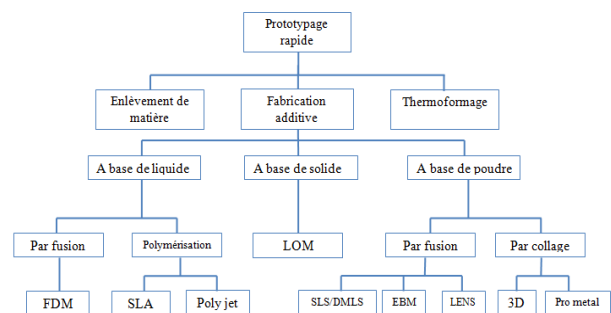 Prototypage
rapide
Enlèvement de
matière
Fabrication
additive
Thermoformage
A base de liquide
A base de solide
A base de poudre
Par fusion
Polymérisation
LOM
Par fusion
Par collage
FDM
SLA
Poly jet
SLS/DMLS
EBM
LENS
3D
Pro metal